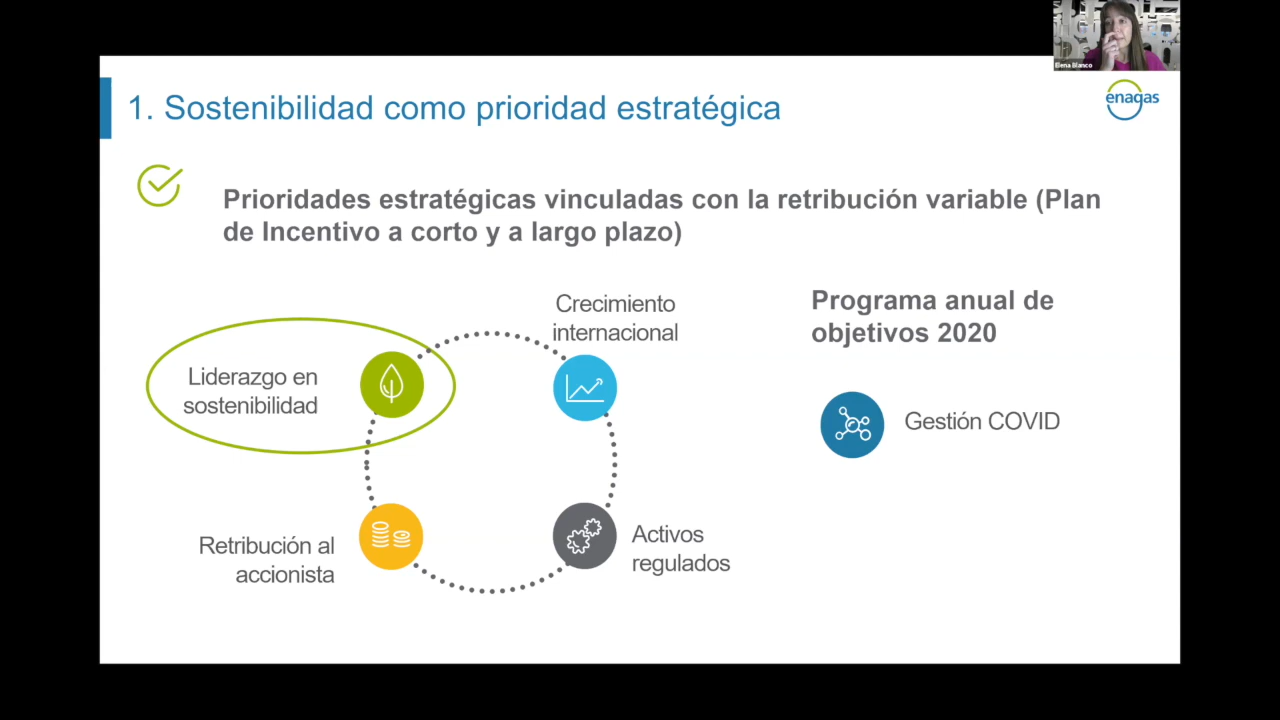 Elena Blanco
enagas
1. Sostenibilidad como prioridad estratégica
Prioridades estratégicas vinculadas con la retribución variable (Plan
de Incentivo a corto y a largo plazo)
Crecimiento
internacional
Liderazgo en
sostenibilidad
Retribución al
accionista
Activos
regulados
Programa anual de
objetivos 2020
Gestión COVID